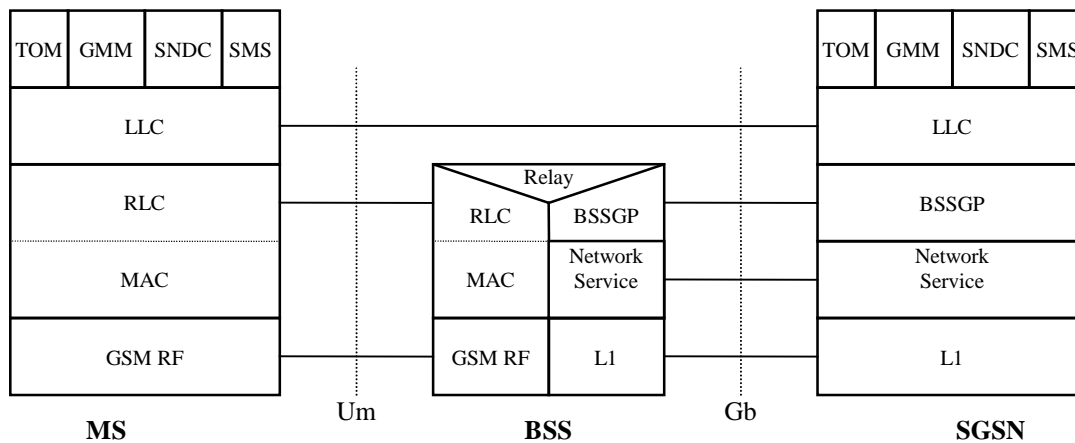 TOM GMM SNDC SMS
TOM GMM SNDC SMS
LLC
LLC
Relay
RLC
RLC
BSSGP
BSSGP
MAC
MAC
Network
Service
Network
Service
GSM RF
GSM RF
L1
L1
Um
Gb
MS
BSS
SGSN